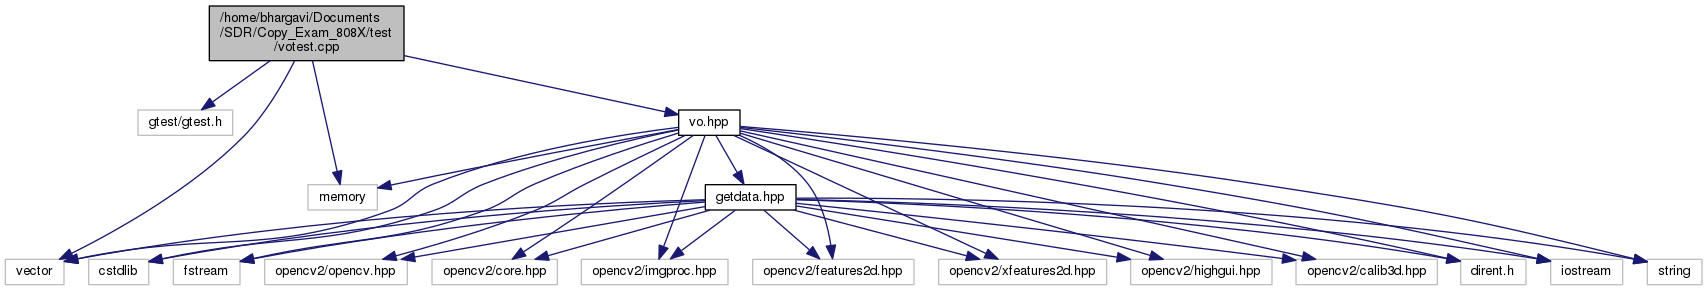 /home/bhargavi/Documents
/SDR/Copy_Exam_808X/test
/votest.cpp
gtest/gtest.h
vo.hpp
memory
getdata.hpp
vector
cstdlib
fstream
opencv2/opencv.hpp
opencv2/core.hpp
opencv2/imgproc.hpp
opencv2/features2d.hpp
opencv2/xfeatures2d.hpp
opencv2/highgui.hpp
opencv2/calib3d.hpp
dirent.h
iostream
string